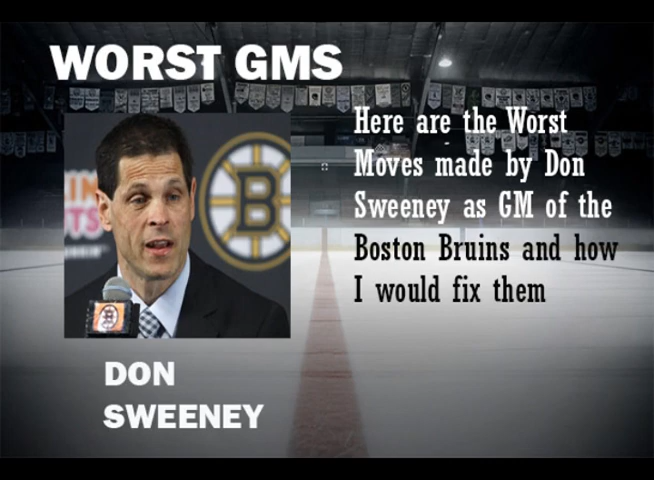 WORST GMS
Here are the Worst
Moves made by Don
Sweeney as GM of the
Boston Bruins and how
I would fix them
B
DON
SWEENEY